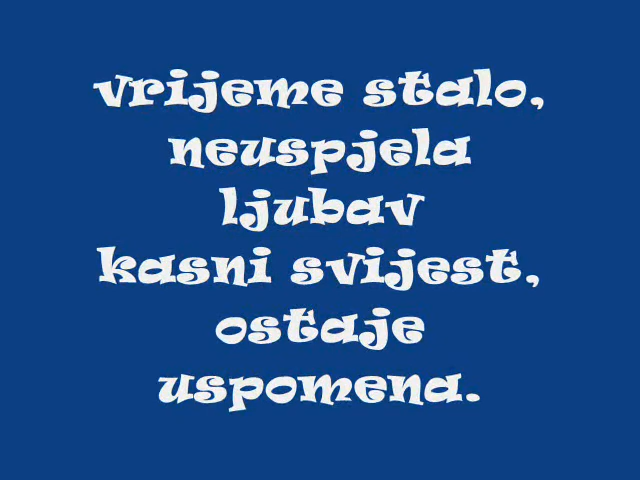 vrijeme stalo,
neuspjela
ljubav
kasni svijest,
ostaje
uspomena.